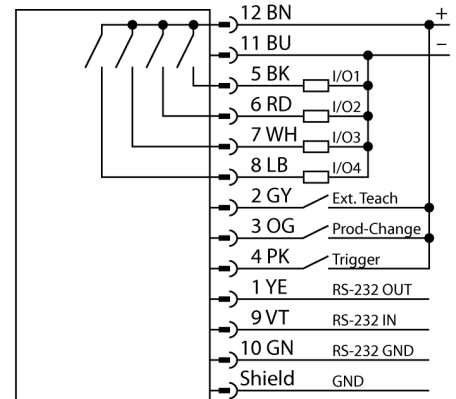 12 BN +
11 BU −
5 BK I/O1
6 RD I/O2
7 WH I/O3
8 LB I/O4
2 GY Ext. Teach
3 OG Prod-Change
4 PK Trigger
1 YE RS-232 OUT
9 VT RS-232 IN
10 GN RS-232 GND
Shield GND